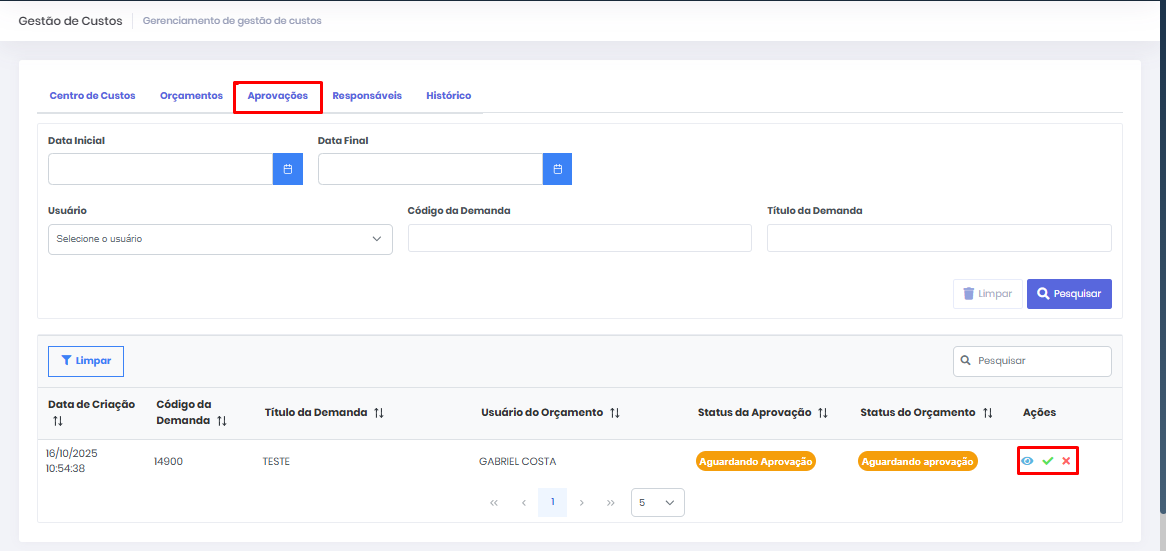 Gestão de Custos Gerenciamento de gestão de custos
Centro de Custos Orçamentos Aprovações Responsáveis Histórico
Data Inicial Data Final
Usuário Código da Demanda Título da Demanda
Selecione o usuário
Limpar Pesquisar
Limpar Pesquisar
Data de Criação Código da Demanda Título da Demanda Usuário do Orçamento Status da Aprovação Status do Orçamento Ações
16/10/2025 10:54:38 14900 TESTE GABRIEL COSTA Aguardando Aprovação Aguardando aprovação
« ‹ 1 › » 5